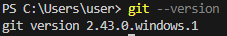 PS C:\Users\user> git --version
git version 2.43.0.windows.1